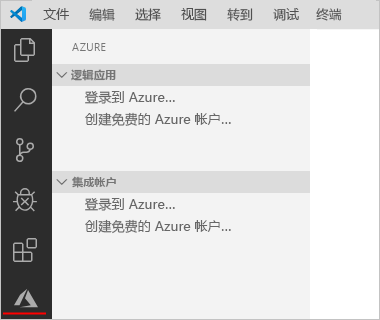 文件 编辑 选择 视图 转到 调试 终端
AZURE
逻辑应用
登录到 Azure...
创建免费的 Azure 帐户...
集成帐户
登录到 Azure...
创建免费的 Azure 帐户...